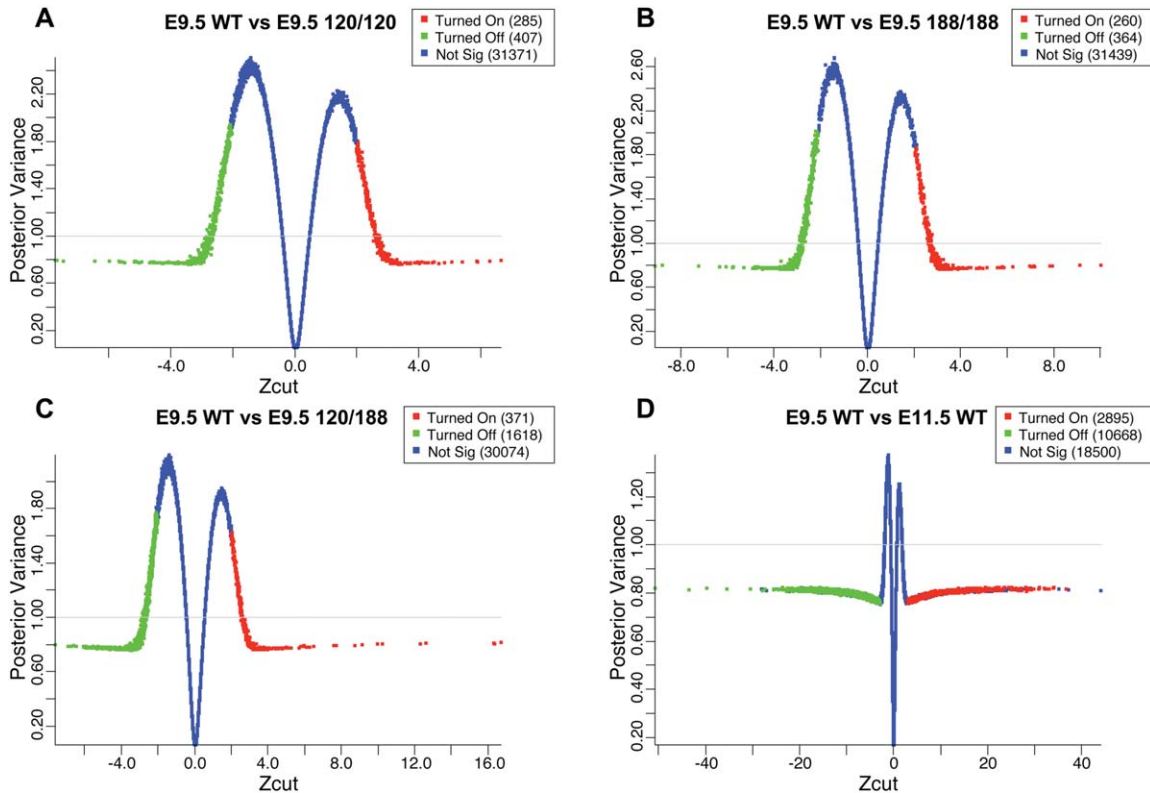 A
E9.5 WT vs E9.5 120/120
Turned On (285)
Turned Off (407)
Not Sig (31371)
Posterior Variance
2.20
1.80
1.40
1.00
0.60
0.20
-4.0
0.0
4.0
Zcut
B
E9.5 WT vs E9.5 188/188
Turned On (260)
Turned Off (364)
Not Sig (31439)
Posterior Variance
2.60
2.20
1.80
1.40
1.00
0.60
0.20
-8.0
-4.0
0.0
4.0
8.0
Zcut
C
E9.5 WT vs E9.5 120/188
Turned On (371)
Turned Off (1618)
Not Sig (30074)
Posterior Variance
1.80
1.40
1.00
0.60
0.20
-4.0
0.0
4.0
8.0
12.0
16.0
Zcut
D
E9.5 WT vs E11.5 WT
Turned On (2895)
Turned Off (10668)
Not Sig (18500)
Posterior Variance
1.20
1.00
0.80
0.60
0.40
0.20
-40
-20
0
20
40
Zcut